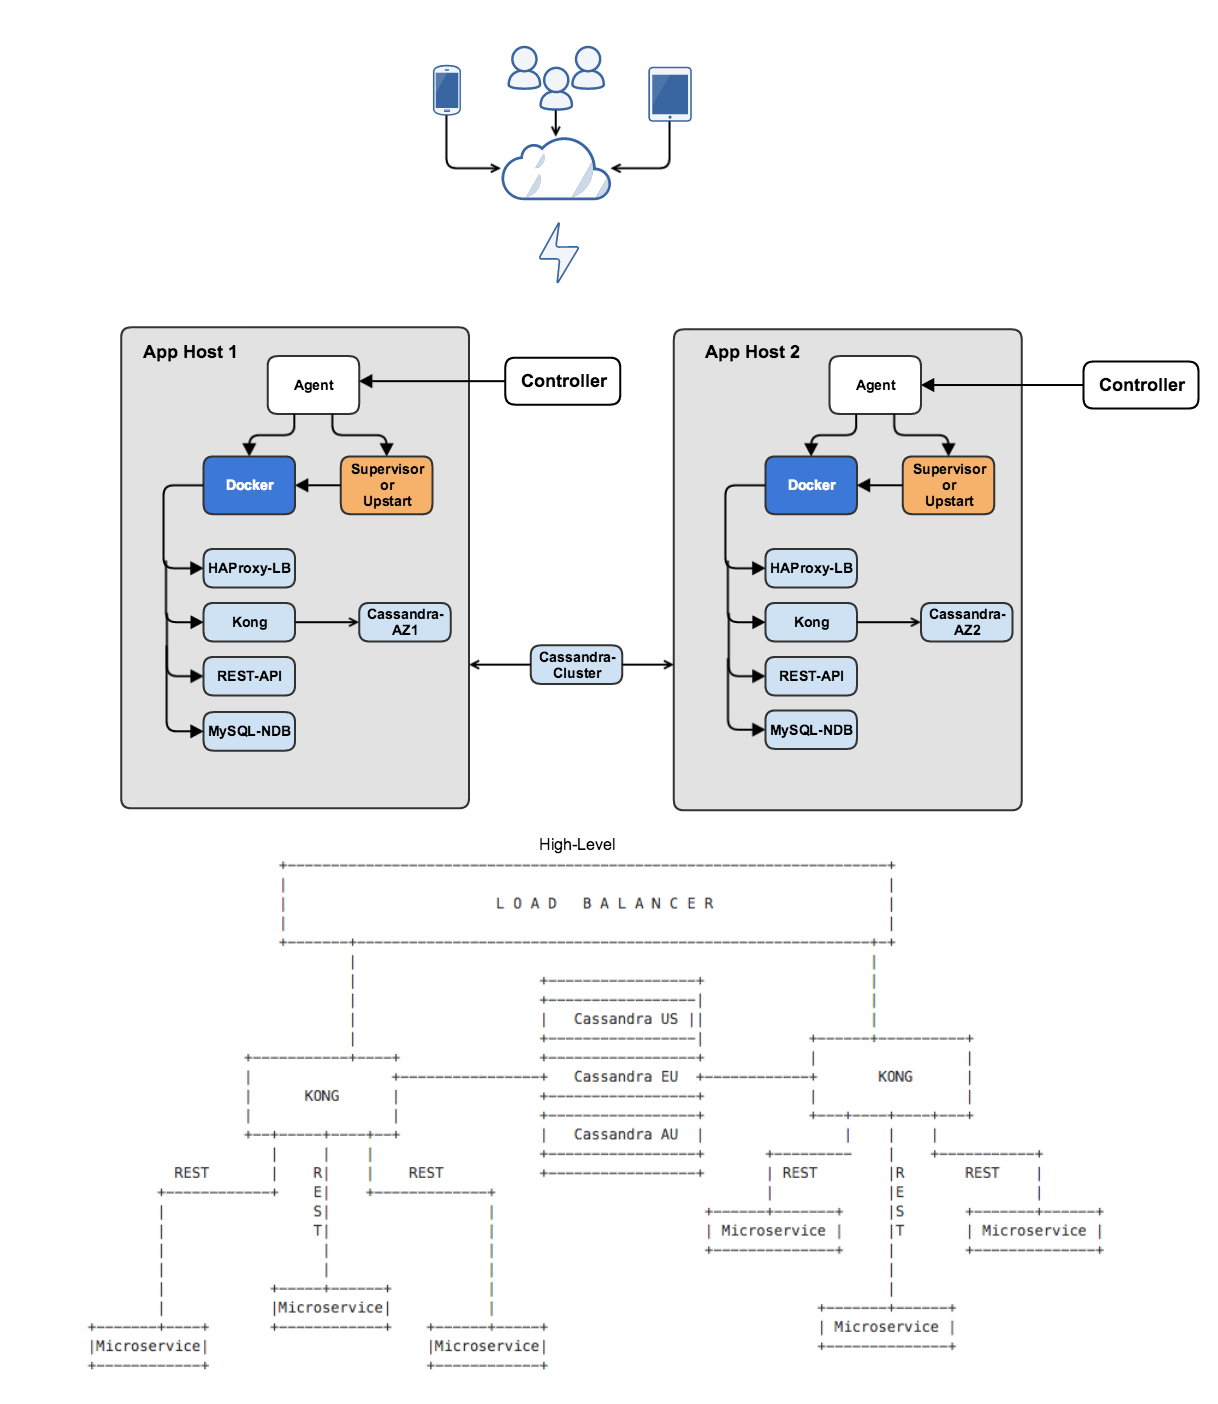 App Host 1
Agent
Controller
Docker
Supervisor
or
Upstart
HAProxy-LB
Kong
Cassandra-
AZ1
REST-API
MySQL-NDB
Cassandra-
Cluster
App Host 2
Agent
Controller
Docker
Supervisor
or
Upstart
HAProxy-LB
Kong
Cassandra-
AZ2
REST-API
MySQL-NDB
High-Level
L O A D   B A L A N C E R
Cassandra US
Cassandra EU
Cassandra AU
KONG
REST
R
E
S
T
REST
Microservice
Microservice
Microservice
KONG
REST
R
E
S
T
REST
Microservice
Microservice
Microservice